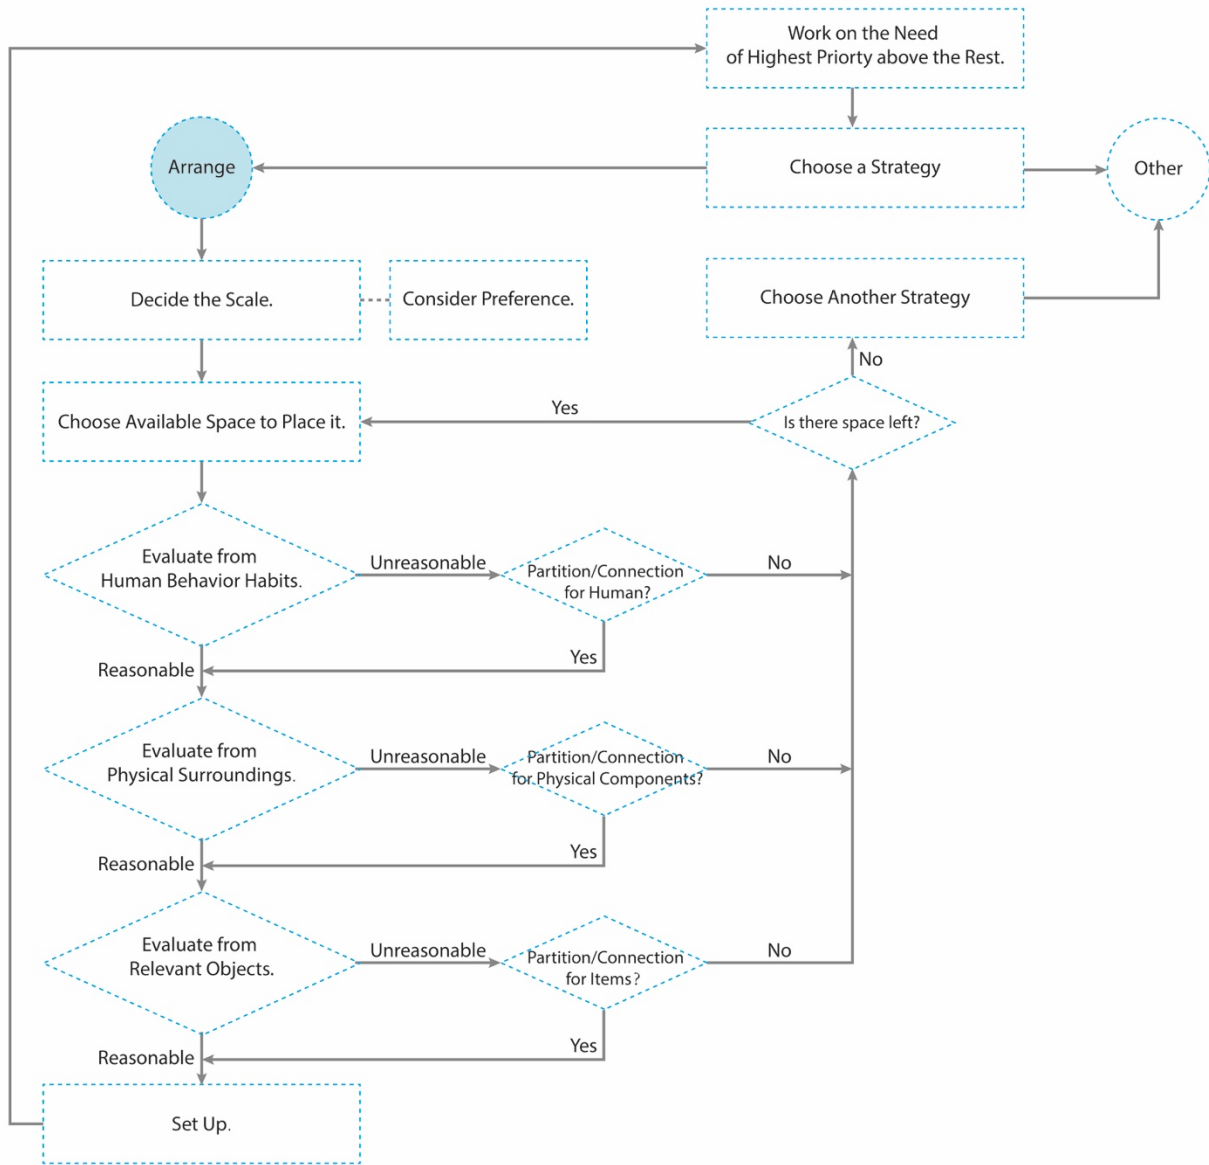 Work on the Need
of Highest Priorty above the Rest.
Arrange
Choose a Strategy
Other
Decide the Scale.
Consider Preference.
Choose Another Strategy
No
Choose Available Space to Place it.
Yes
Is there space left?
Evaluate from
Human Behavior Habits.
Unreasonable
Partition/Connection
for Human?
No
Reasonable
Yes
Evaluate from
Physical Surroundings.
Unreasonable
Partition/Connection
for Physical Components?
No
Reasonable
Yes
Evaluate from
Relevant Objects.
Unreasonable
Partition/Connection
for Items?
No
Reasonable
Yes
Set Up.